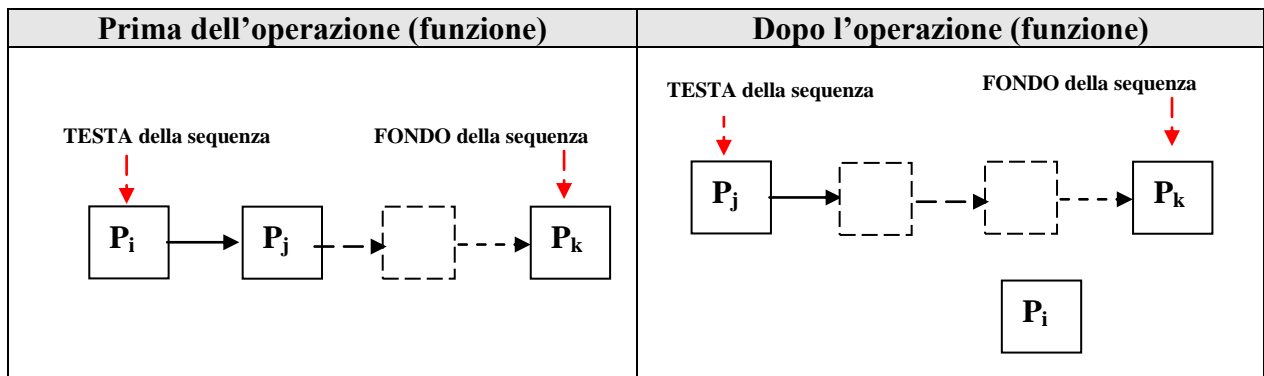 Prima dell’operazione (funzione)
Dopo l’operazione (funzione)
TESTA della sequenza
FONDO della sequenza
Pi
Pj
Pk
TESTA della sequenza
FONDO della sequenza
Pj
Pk
Pi